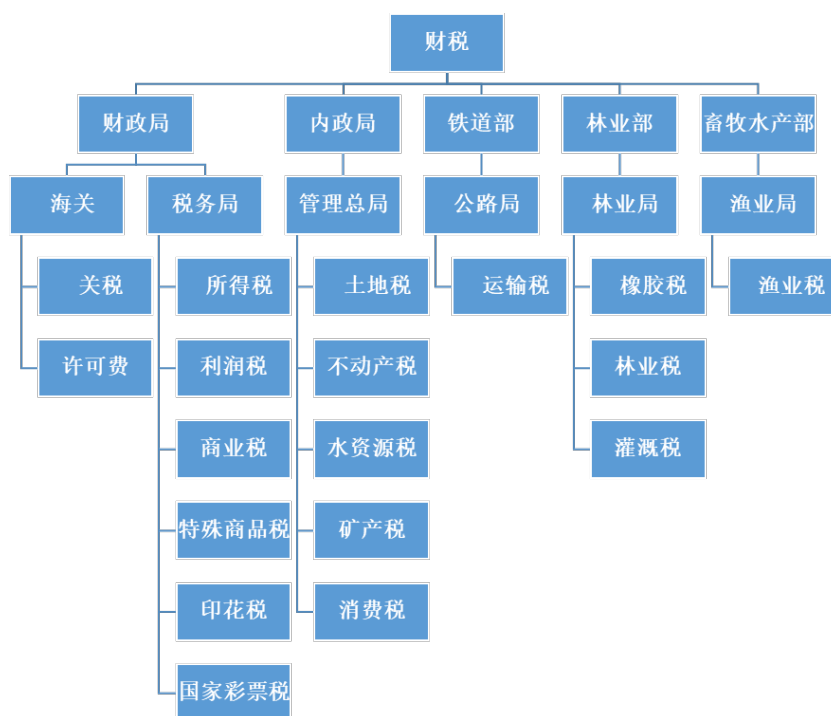 财税
财政局
内政局
铁道部
林业部
畜牧水产部
海关
税务局
管理总局
公路局
林业局
渔业局
关税
所得税
土地税
运输税
橡胶税
渔业税
许可费
利润税
不动产税
林业税
商业税
水资源税
灌溉税
特殊商品税
矿产税
印花税
消费税
国家彩票税